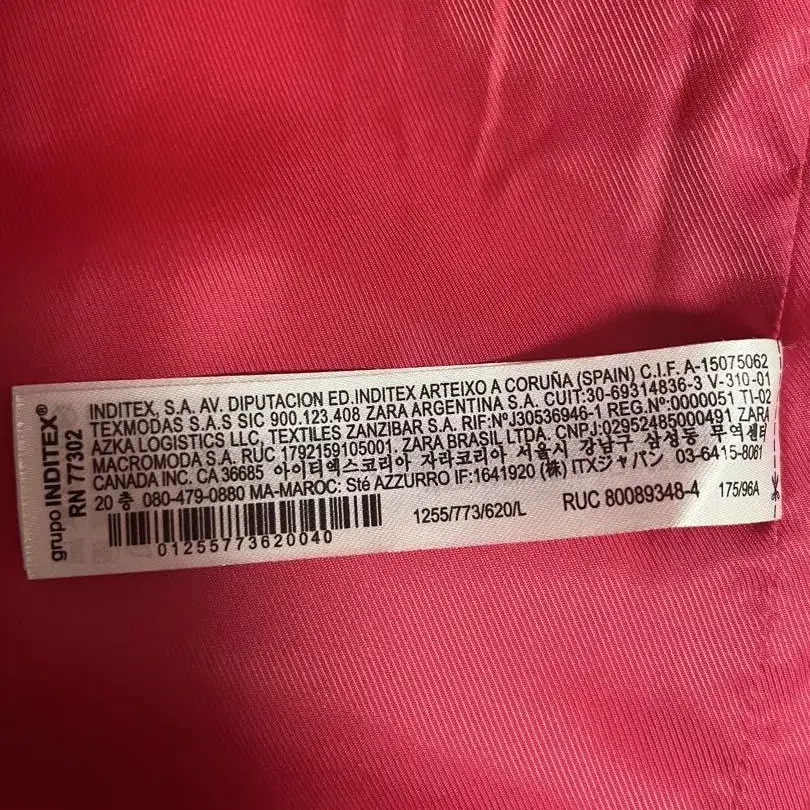 grupo INDITEX®
RN 77302
INDITEX, S.A. AV. DIPUTACION ED.INDITEX ARTEIXO A CORUÑA (SPAIN) C.I.F. A-15075062
TEXMODAS S.A.S SIC 900.123.408 ZARA ARGENTINA S.A. CUIT:30-69314836-3 V-310-01
AZKA LOGISTICS LLC, TEXTILES ZANZIBAR S.A. RIF:NºJ30536946-1 REG.Nº-0000051 TI-02
MACROMODA S.A. RUC 1792159105001. ZARA BRASIL LTDA. CNPJ:02952485000491 ZARA
CANADA INC. CA 36685 아이티엑스코리아 자라코리아 서울시 강남구 삼성동 무역센터
20 층 080-479-0880 MA-MAROC: Sté AZZURRO IF:1641920 (株) ITXジャパン 03-6415-8061
1255/773/620/L RUC 80089348-4 175/96A
01255773620040